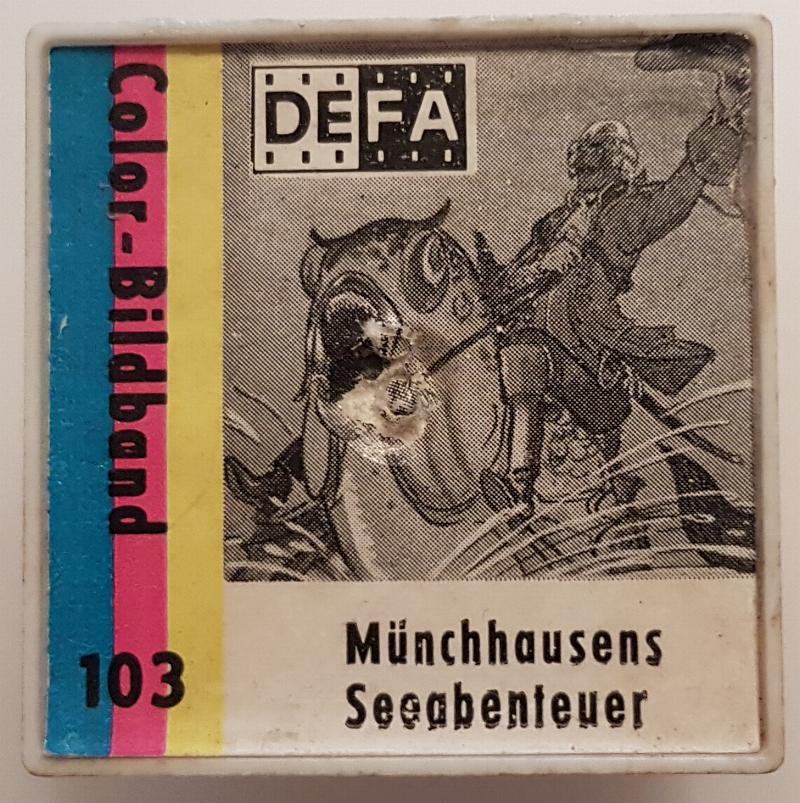 DEFA
Color-Bildband
103
Münchhausens
Seeabenteuer